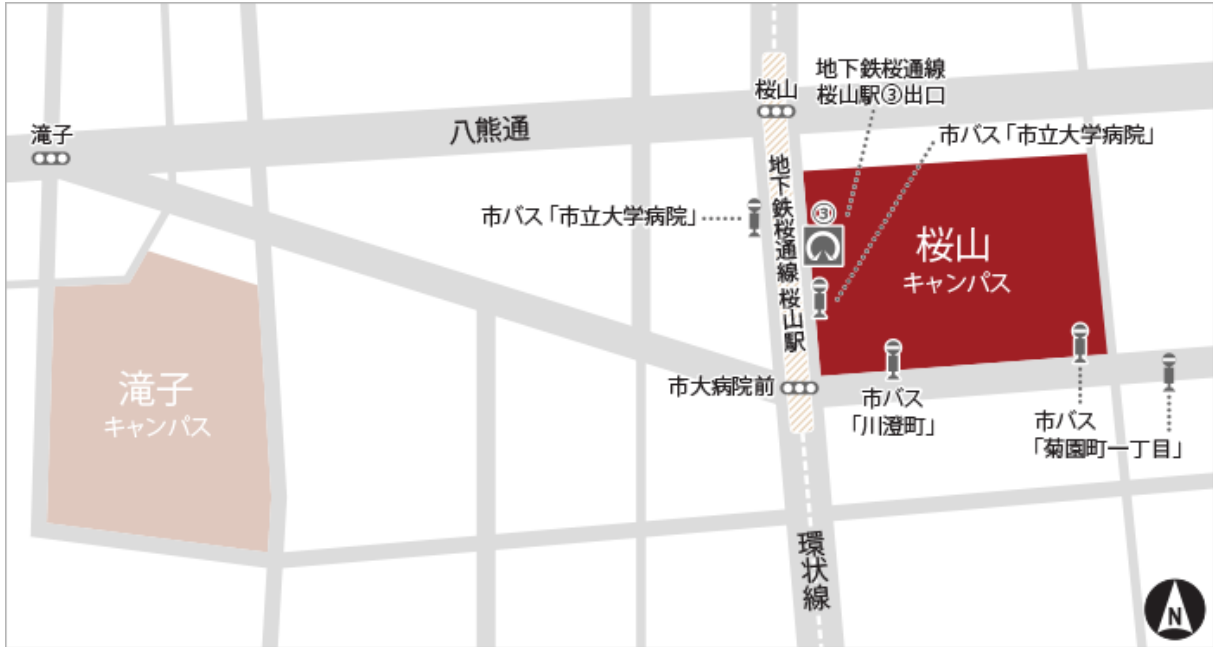 地下鉄桜通線
桜山駅③出口
桜山
滝子
八熊通
市バス「市立大学病院」
市バス「市立大学病院」
地下鉄桜通線 桜山駅
③
桜山
キャンパス
滝子
キャンパス
市大病院前
市バス
「川澄町」
市バス
「菊園町一丁目」
環状線
N